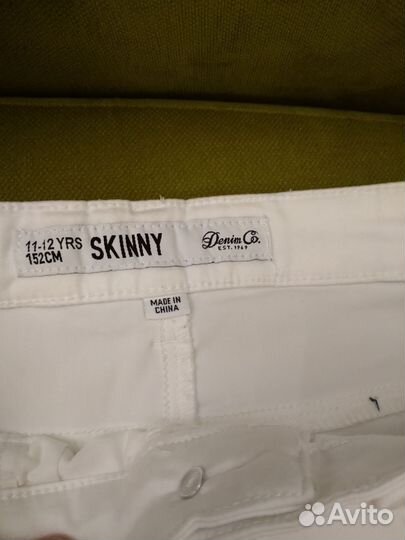 11-12 YRS
152CM
SKINNY
Denim Co.
EST. 1969
MADE IN
CHINA
Avito